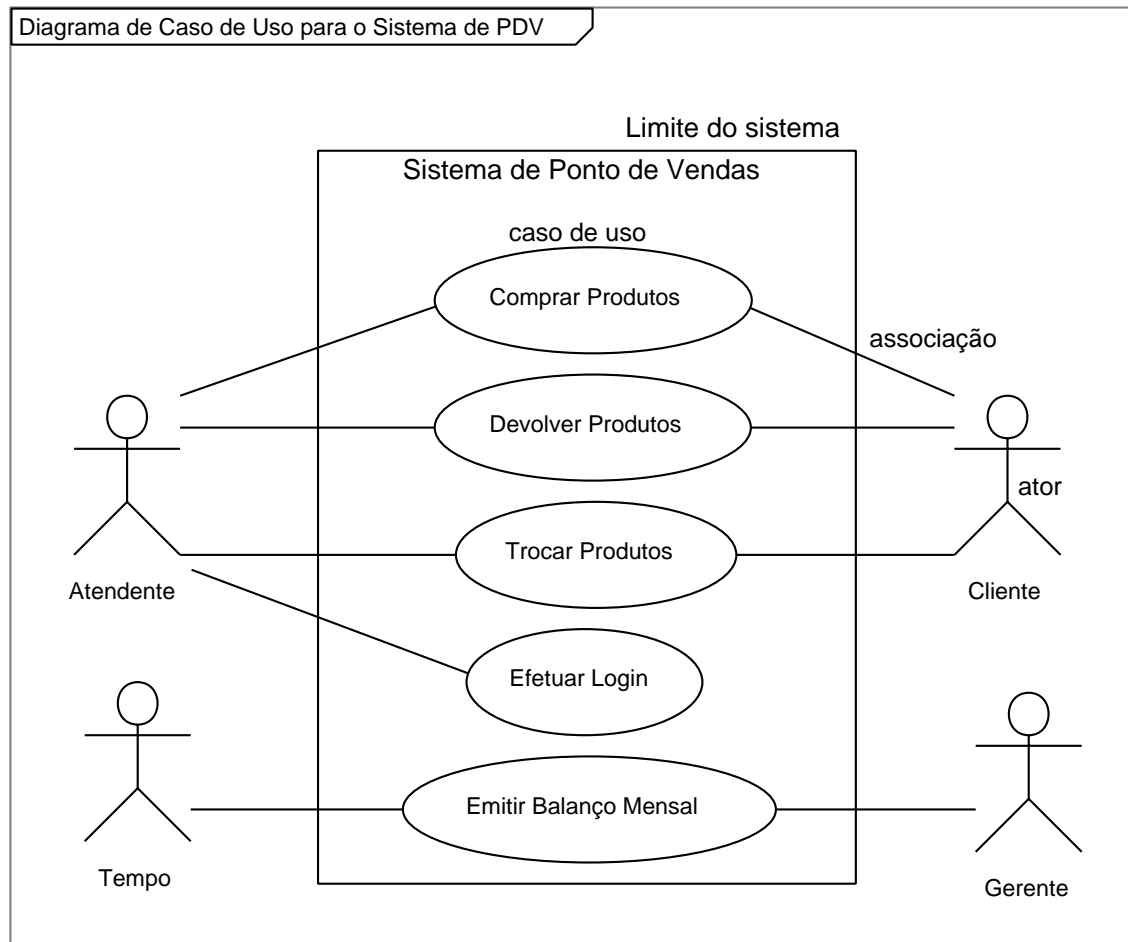 Diagrama de Caso de Uso para o Sistema de PDV
Limite do sistema
Sistema de Ponto de Vendas
caso de uso
Comprar Produtos
associação
Devolver Produtos
ator
Trocar Produtos
Atendente
Cliente
Efetuar Login
Emitir Balanço Mensal
Tempo
Gerente